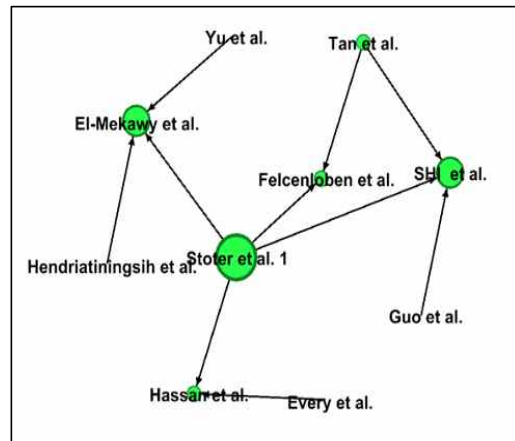 Yu et al.
Tan et al.
El-Mekawy et al.
Felcenloben et al.
SHI et al.
Hendriatiningsih et al.
Stoter et al. 1
Guo et al.
Hassan et al.
Every et al.